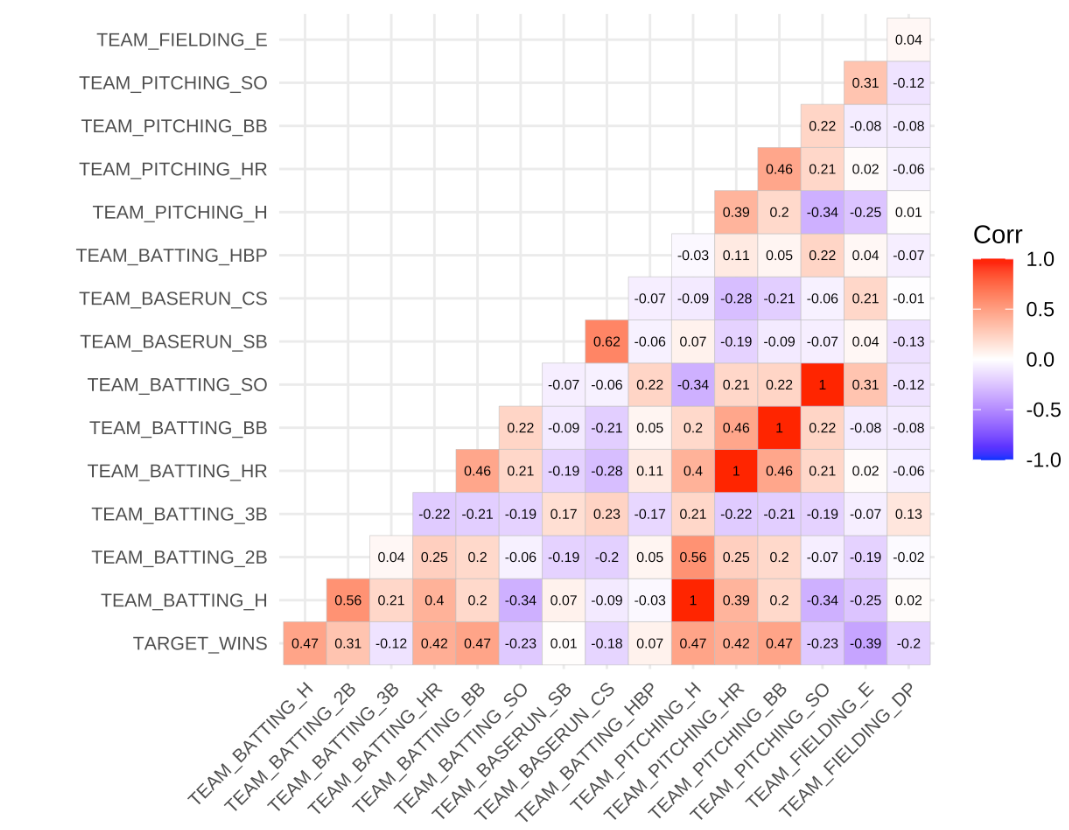 TEAM_FIELDING_E 0.04
TEAM_PITCHING_SO 0.31 -0.12
TEAM_PITCHING_BB 0.22 -0.08 -0.08
TEAM_PITCHING_HR 0.46 0.21 0.02 -0.06
TEAM_PITCHING_H 0.39 0.2 -0.34 -0.25 0.01
TEAM_BATTING_HBP -0.03 0.11 0.05 0.22 0.04 -0.07
TEAM_BASERUN_CS -0.07 -0.09 -0.28 -0.21 -0.06 0.21 -0.01
TEAM_BASERUN_SB 0.62 -0.06 0.07 -0.19 -0.09 -0.07 0.04 -0.13
TEAM_BATTING_SO -0.07 -0.06 0.22 -0.34 0.21 0.22 1 0.31 -0.12
TEAM_BATTING_BB 0.22 -0.09 -0.21 0.05 0.2 0.46 1 0.22 -0.08 -0.08
TEAM_BATTING_HR 0.46 0.21 -0.19 -0.28 0.11 0.4 1 0.46 0.21 0.02 -0.06
TEAM_BATTING_3B -0.22 -0.21 -0.19 0.17 0.23 -0.17 0.21 -0.22 -0.21 -0.19 -0.07 0.13
TEAM_BATTING_2B 0.04 0.25 0.2 -0.06 -0.19 -0.2 0.05 0.56 0.25 0.2 -0.07 -0.19 -0.02
TEAM_BATTING_H 0.56 0.21 0.4 0.2 -0.34 0.07 -0.09 -0.03 1 0.39 0.2 -0.34 -0.25 0.02
TARGET_WINS 0.47 0.31 -0.12 0.42 0.47 -0.23 0.01 -0.18 0.07 0.47 0.42 0.47 -0.23 -0.39 -0.2
TEAM_BATTING_H
TEAM_BATTING_2B
TEAM_BATTING_3B
TEAM_BATTING_HR
TEAM_BATTING_BB
TEAM_BATTING_SO
TEAM_BASERUN_SB
TEAM_BASERUN_CS
TEAM_BATTING_HBP
TEAM_PITCHING_H
TEAM_PITCHING_HR
TEAM_PITCHING_BB
TEAM_PITCHING_SO
TEAM_FIELDING_E
TEAM_FIELDING_DP
Corr
1.0
0.5
0.0
-0.5
-1.0